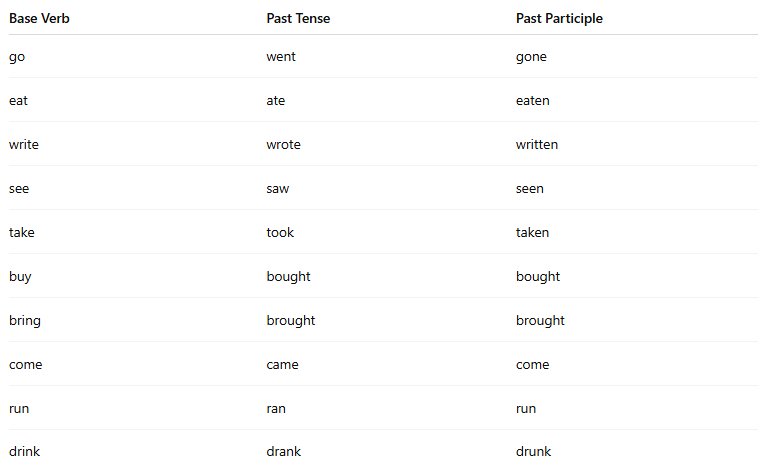 Base Verb Past Tense Past Participle
go went gone
eat ate eaten
write wrote written
see saw seen
take took taken
buy bought bought
bring brought brought
come came come
run ran run
drink drank drunk